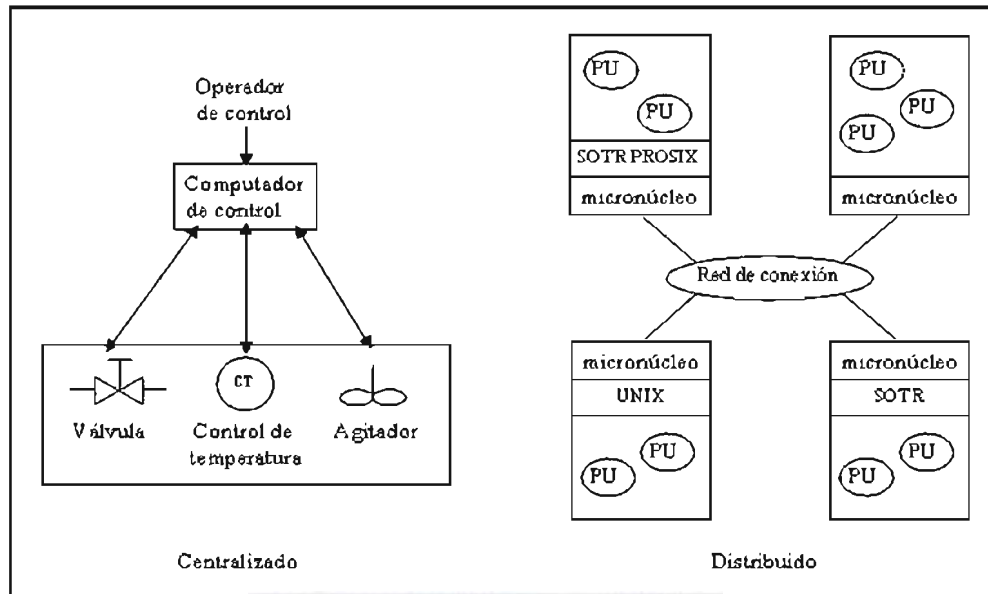 Operador
de control
Computador
de control
CT
Válvula
Control de
temperatura
Agitador
Centralizado
PU
PU
SOTR PROSIX
micronúcleo
PU
PU
PU
micronúcleo
Red de conexión
micronúcleo
UNIX
PU
PU
micronúcleo
SOTR
PU
PU
Distribuido